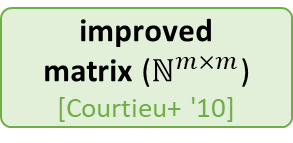 improved
matrix (ℕ^{m×m})
[Courtieu+ '10]